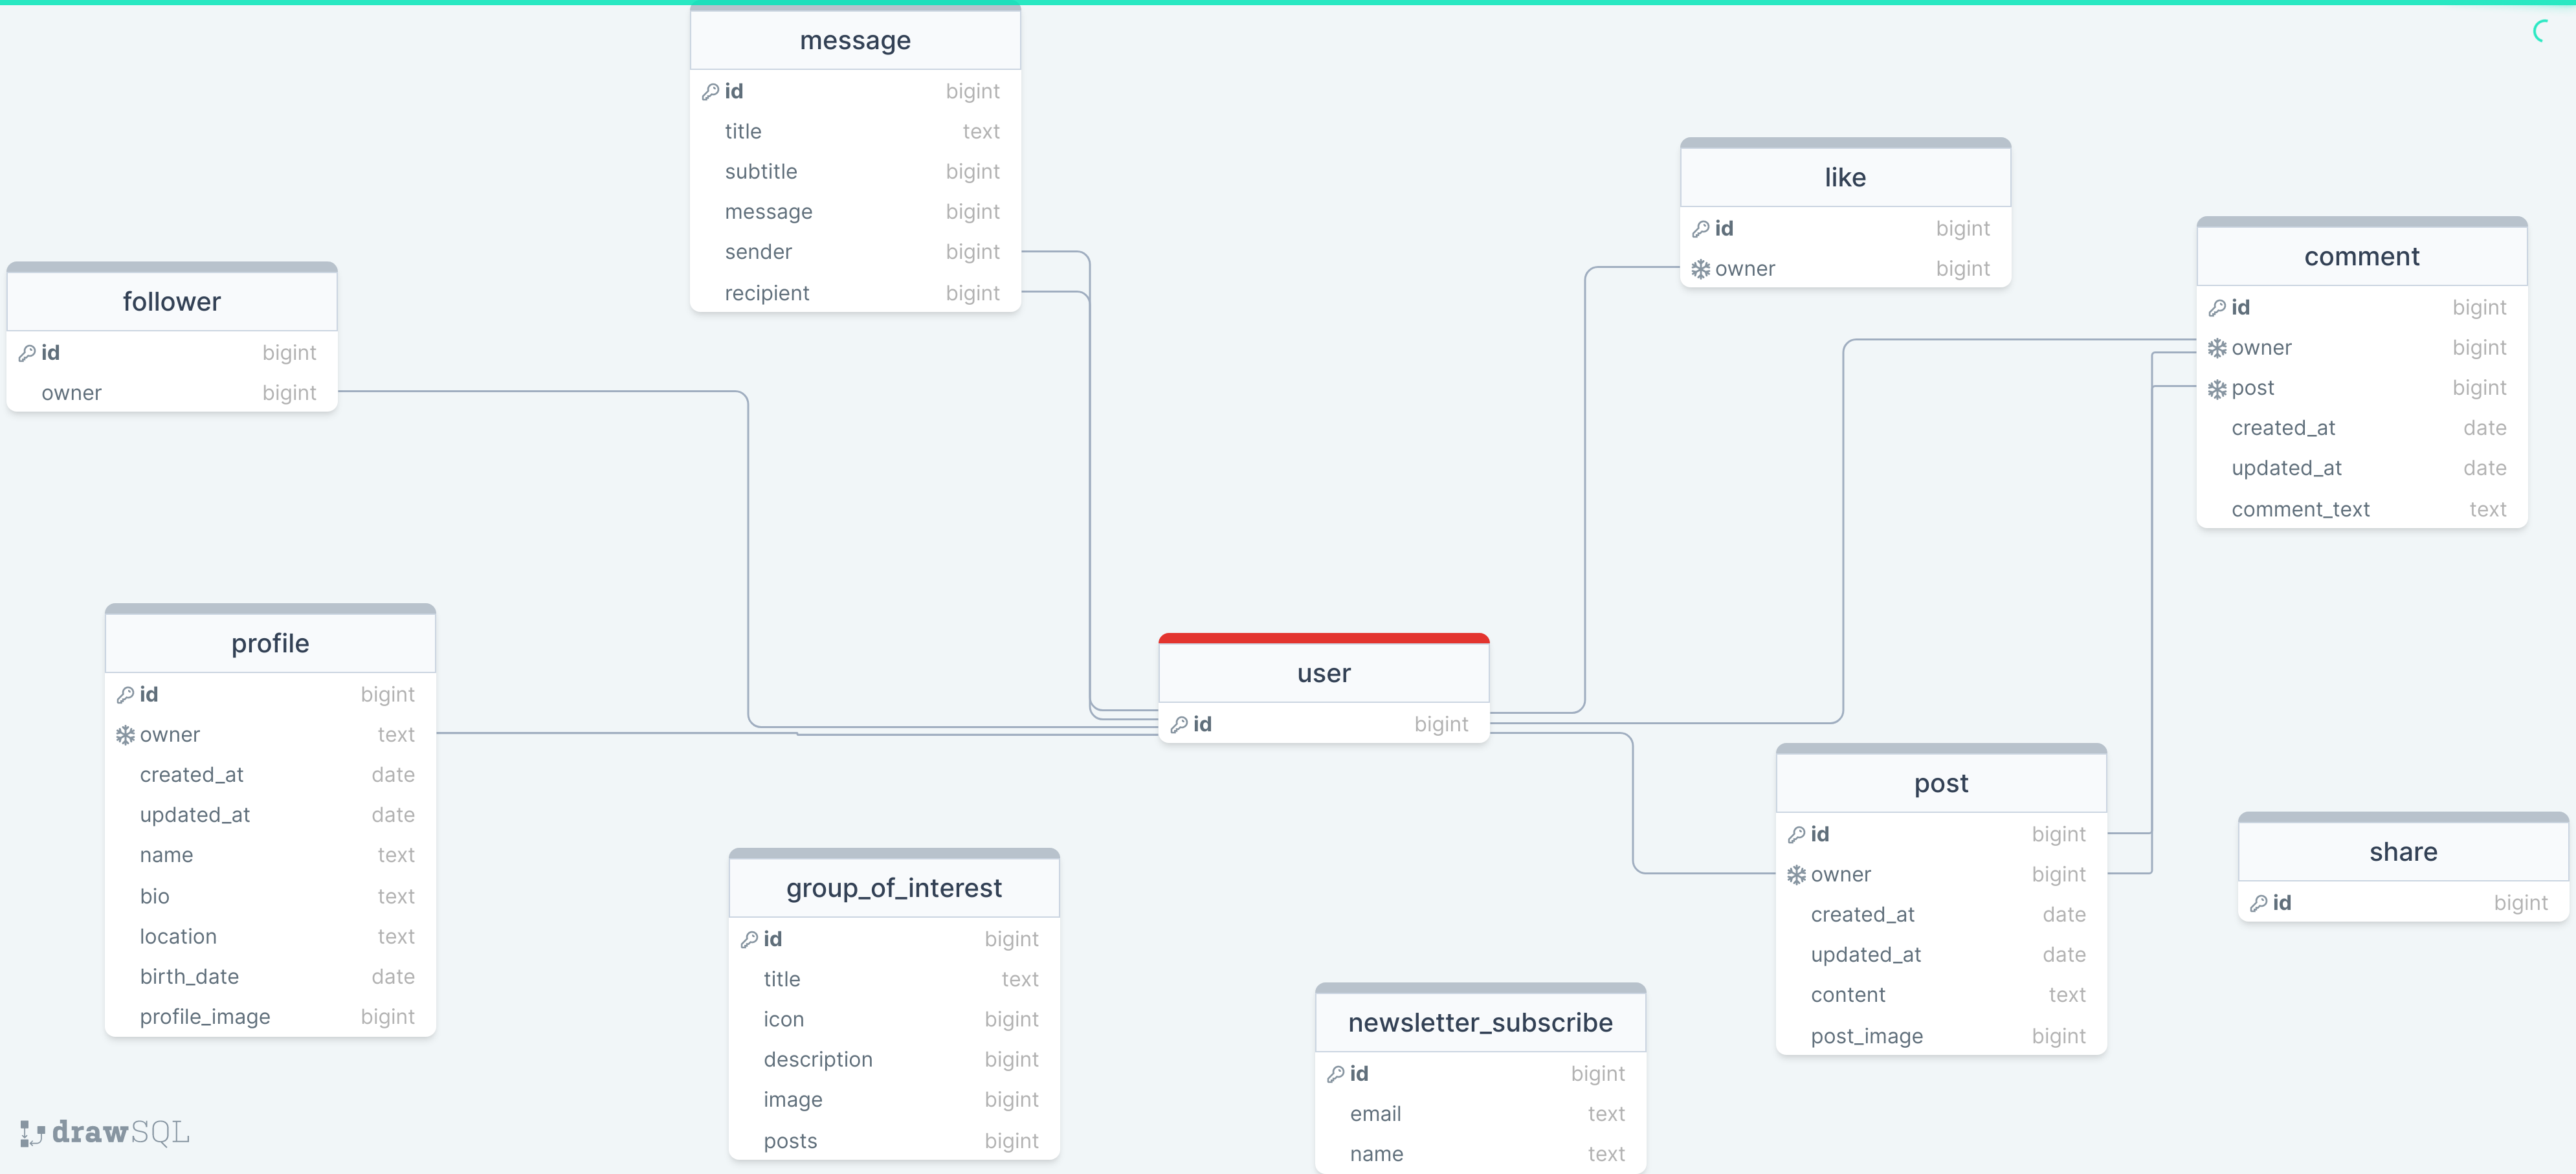 message
id bigint
title text
subtitle bigint
message bigint
sender bigint
recipient bigint
like
id bigint
owner bigint
comment
id bigint
owner bigint
post bigint
created_at date
updated_at date
comment_text text
follower
id bigint
owner bigint
profile
id bigint
owner text
created_at date
updated_at date
name text
bio text
location text
birth_date date
profile_image bigint
user
id bigint
post
id bigint
owner bigint
created_at date
updated_at date
content text
post_image bigint
share
id bigint
group_of_interest
id bigint
title text
icon bigint
description bigint
image bigint
posts bigint
newsletter_subscribe
id bigint
email text
name text
drawSQL